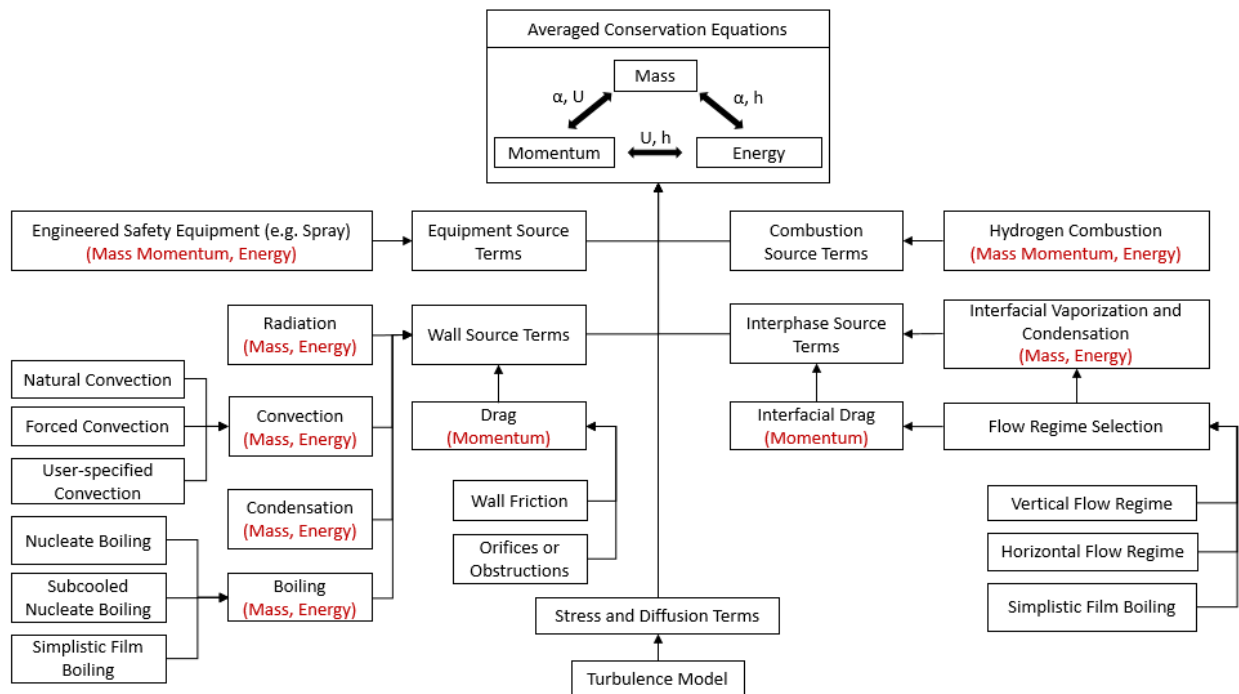 Averaged Conservation Equations
Mass
α, U
α, h
U, h
Momentum
Energy
Engineered Safety Equipment (e.g. Spray)
(Mass Momentum, Energy)
Equipment Source
Terms
Combustion
Source Terms
Hydrogen Combustion
(Mass Momentum, Energy)
Radiation
(Mass, Energy)
Wall Source Terms
Interphase Source
Terms
Interfacial Vaporization and
Condensation
(Mass, Energy)
Natural Convection
Forced Convection
User-specified
Convection
Convection
(Mass, Energy)
Drag
(Momentum)
Interfacial Drag
(Momentum)
Flow Regime Selection
Condensation
(Mass, Energy)
Wall Friction
Orifices or
Obstructions
Vertical Flow Regime
Horizontal Flow Regime
Simplistic Film Boiling
Nucleate Boiling
Subcooled
Nucleate Boiling
Simplistic Film
Boiling
Boiling
(Mass, Energy)
Stress and Diffusion Terms
Turbulence Model